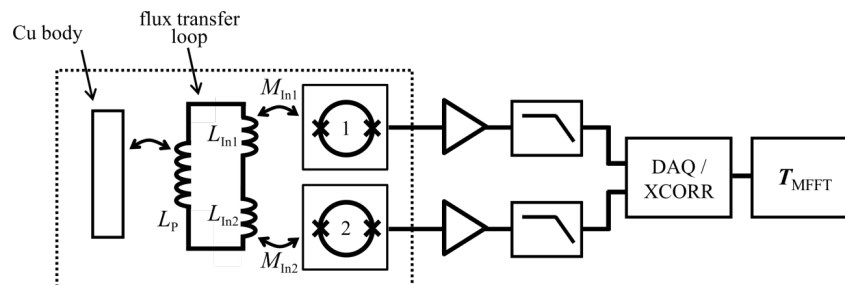 flux transfer
loop
Cu body
M_In1
L_In1
1
L_P
L_In2
2
M_In2
DAQ /
XCORR
T_MFFT